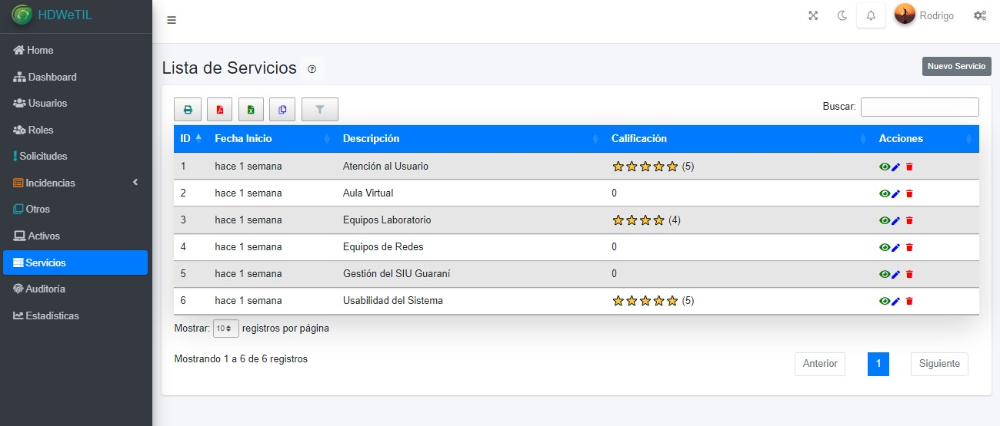 HDWeTIL
Rodrigo
Home
Dashboard
Usuarios
Roles
Solicitudes
Incidencias
Otros
Activos
Servicios
Auditoría
Estadísticas
Lista de Servicios
Nuevo Servicio
Buscar:
ID Fecha Inicio Descripción Calificación Acciones
1 hace 1 semana Atención al Usuario (5)
2 hace 1 semana Aula Virtual 0
3 hace 1 semana Equipos Laboratorio (4)
4 hace 1 semana Equipos de Redes 0
5 hace 1 semana Gestión del SIU Guaraní 0
6 hace 1 semana Usabilidad del Sistema (5)
Mostrar: 10 registros por página
Mostrando 1 a 6 de 6 registros
Anterior 1 Siguiente